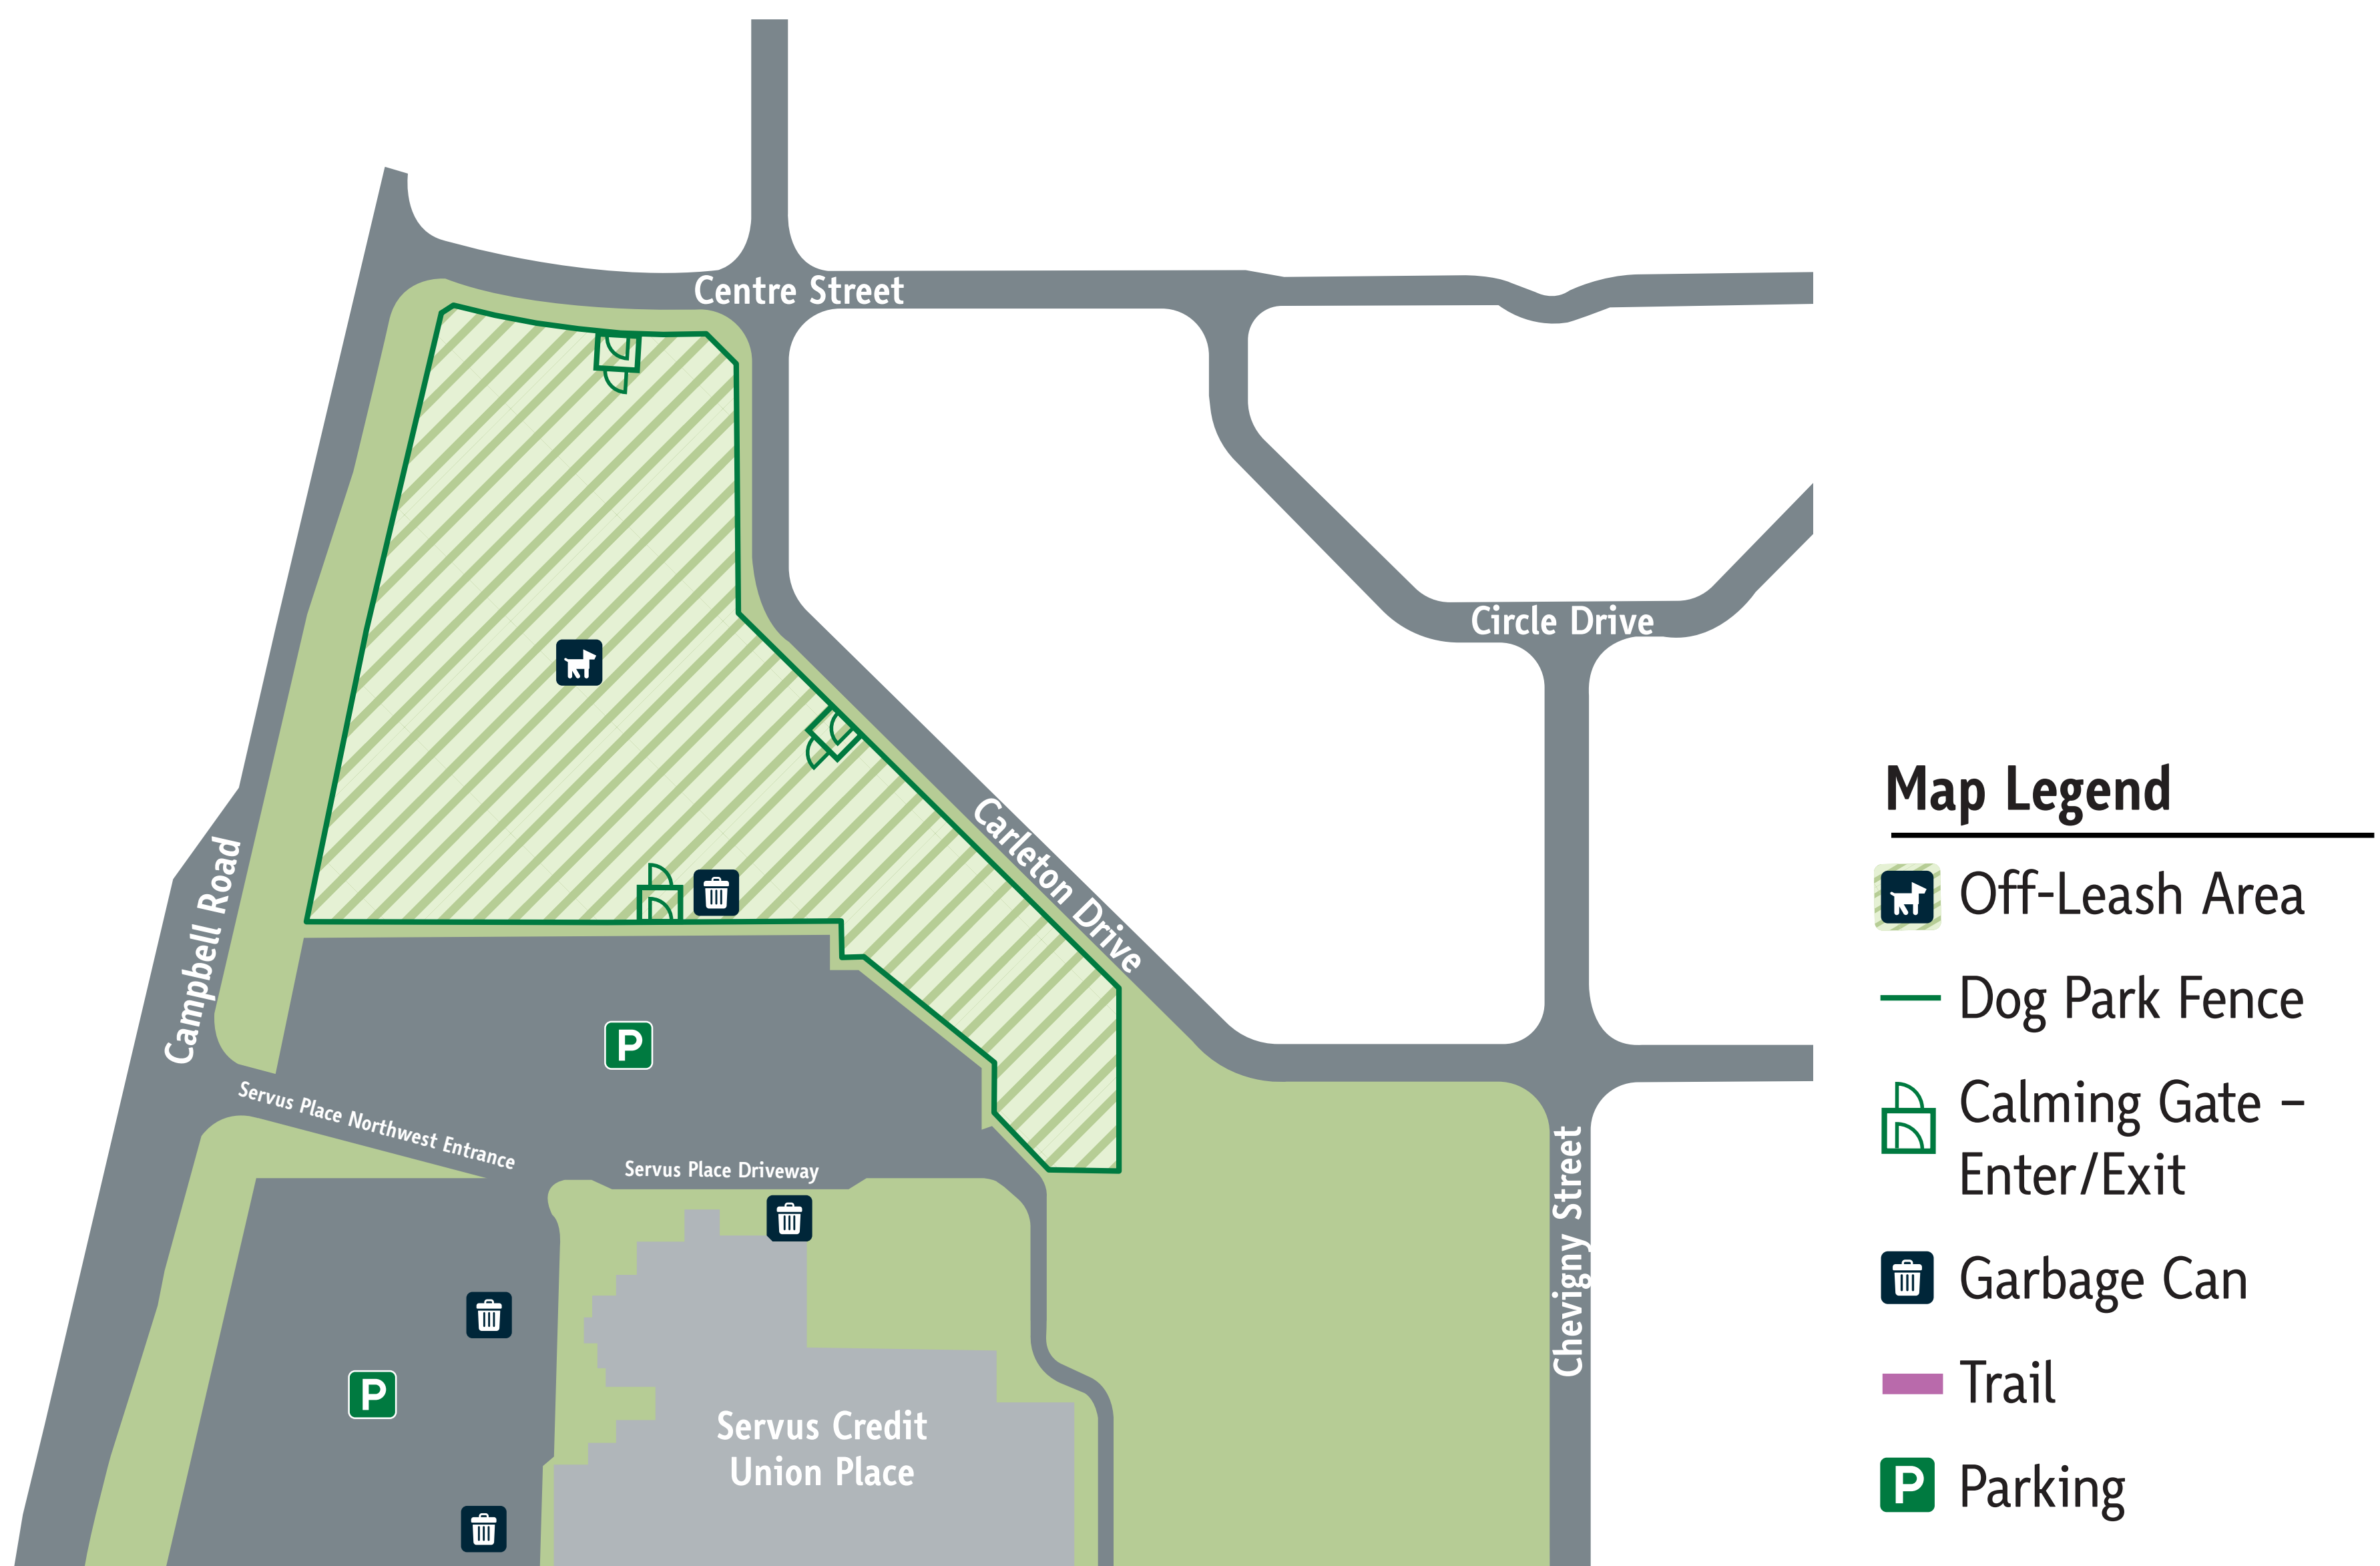 Centre Street
Circle Drive
Carleton Drive
Campbell Road
Servus Place Northwest Entrance
Servus Place Driveway
Chevigny Street
P
P
Servus Credit
Union Place
Map Legend
Off-Leash Area
Dog Park Fence
Calming Gate –
Enter/Exit
Garbage Can
Trail
P Parking